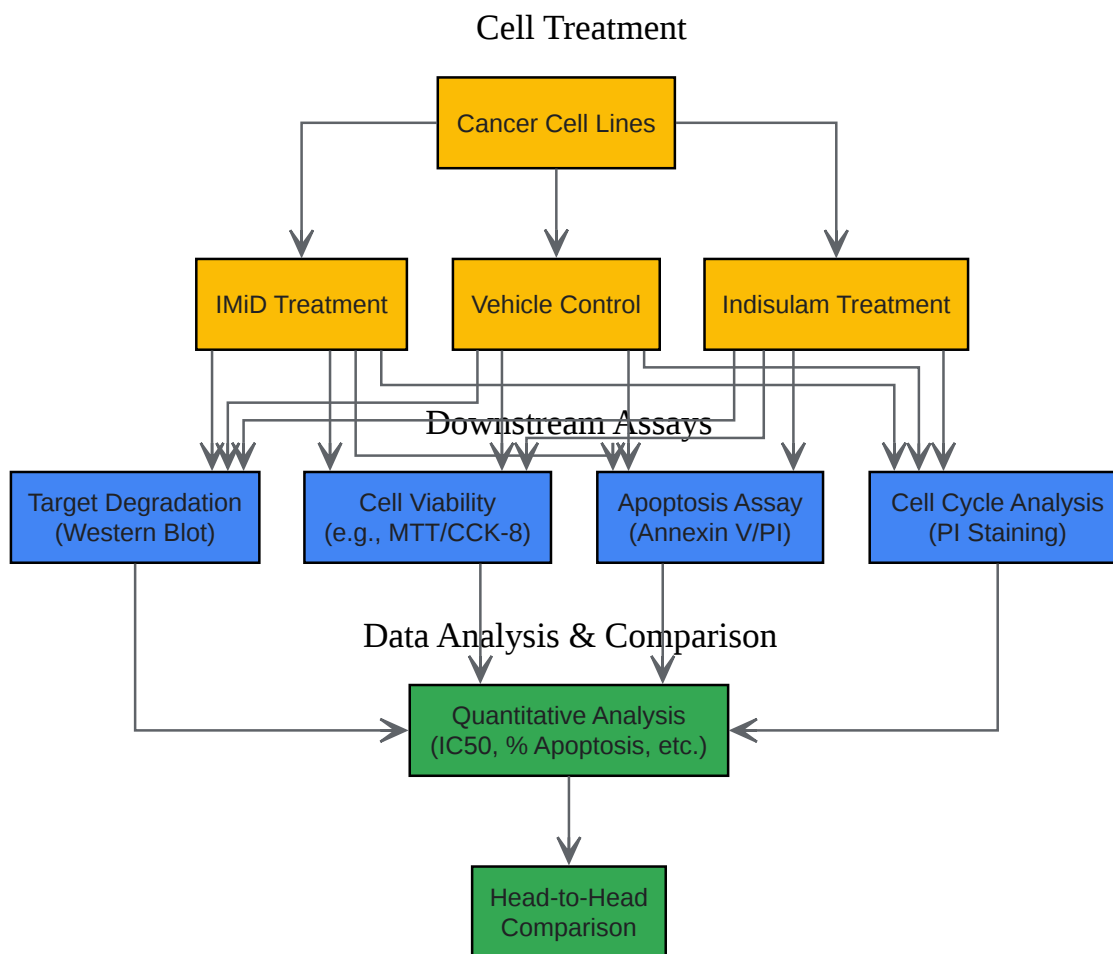 Cell Treatment
Cancer Cell Lines
IMiD Treatment
Vehicle Control
Indisulam Treatment
Downstream Assays
Target Degradation
(Western Blot)
Cell Viability
(e.g., MTT/CCK-8)
Apoptosis Assay
(Annexin V/PI)
Cell Cycle Analysis
(PI Staining)
Data Analysis & Comparison
Quantitative Analysis
(IC50, % Apoptosis, etc.)
Head-to-Head
Comparison